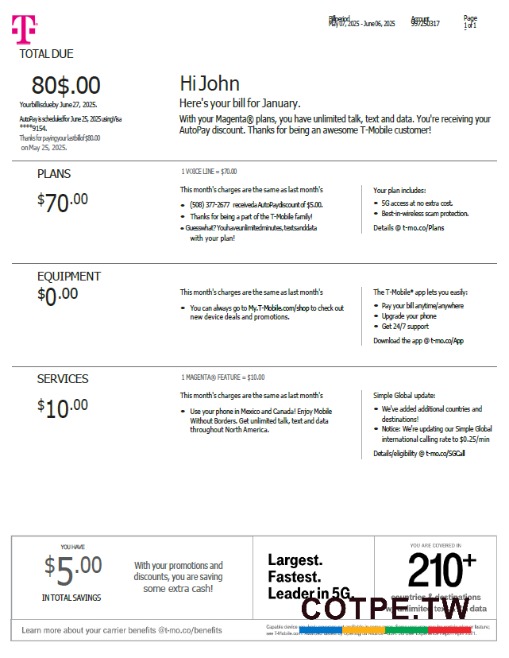 T
Bill period
May 07, 2025 - June 06, 2025
Account
997250317
Page
1 of 1
TOTAL DUE
80$.00
Your bill is due by June 27, 2025.
AutoPay is scheduled for June 25, 2025 using Visa
****9154.
Thanks for paying your last bill of $80.00
on May 25, 2025.
Hi John
Here's your bill for January.
With your Magenta® plans, you have unlimited talk, text and data. You're receiving your
AutoPay discount. Thanks for being an awesome T-Mobile customer!
PLANS
$70.00
1 VOICE LINE = $70.00
This month's charges are the same as last month's
• (508) 377-2677 received a AutoPay discount of $5.00.
• Thanks for being a part of the T-Mobile family!
• Guess what? You have unlimited minutes, texts and data
with your plan!
Your plan includes:
• 5G access at no extra cost.
• Best-in-wireless scam protection.
Details @ t-mo.co/Plans
EQUIPMENT
$0.00
This month's charges are the same as last month's
• You can always go to My.T-Mobile.com/shop to check out
new device deals and promotions.
The T-Mobile® app lets you easily:
• Pay your bill anytime/anywhere
• Upgrade your phone
• Get 24/7 support
Download the app @ t-mo.co/App
SERVICES
$10.00
1 MAGENTA® FEATURE = $10.00
This month's charges are the same as last month's
• Use your phone in Mexico and Canada! Enjoy Mobile
Without Borders. Get unlimited talk, text and data
throughout North America.
Simple Global update:
• We've added additional countries and
destinations!
• Notice: We're updating our Simple Global
international calling rate to $0.25/min
Details/eligibility @ t-mo.co/SGCall
YOU HAVE
$5.00
IN TOTAL SAVINGS
With your promotions and
discounts, you are saving
some extra cash!
Largest.
Fastest.
Leader in 5G.
YOU ARE COVERED IN
210+
countries & destinations
unlimited text & data
COTPE.TW
Learn more about your carrier benefits @t-mo.co/benefits